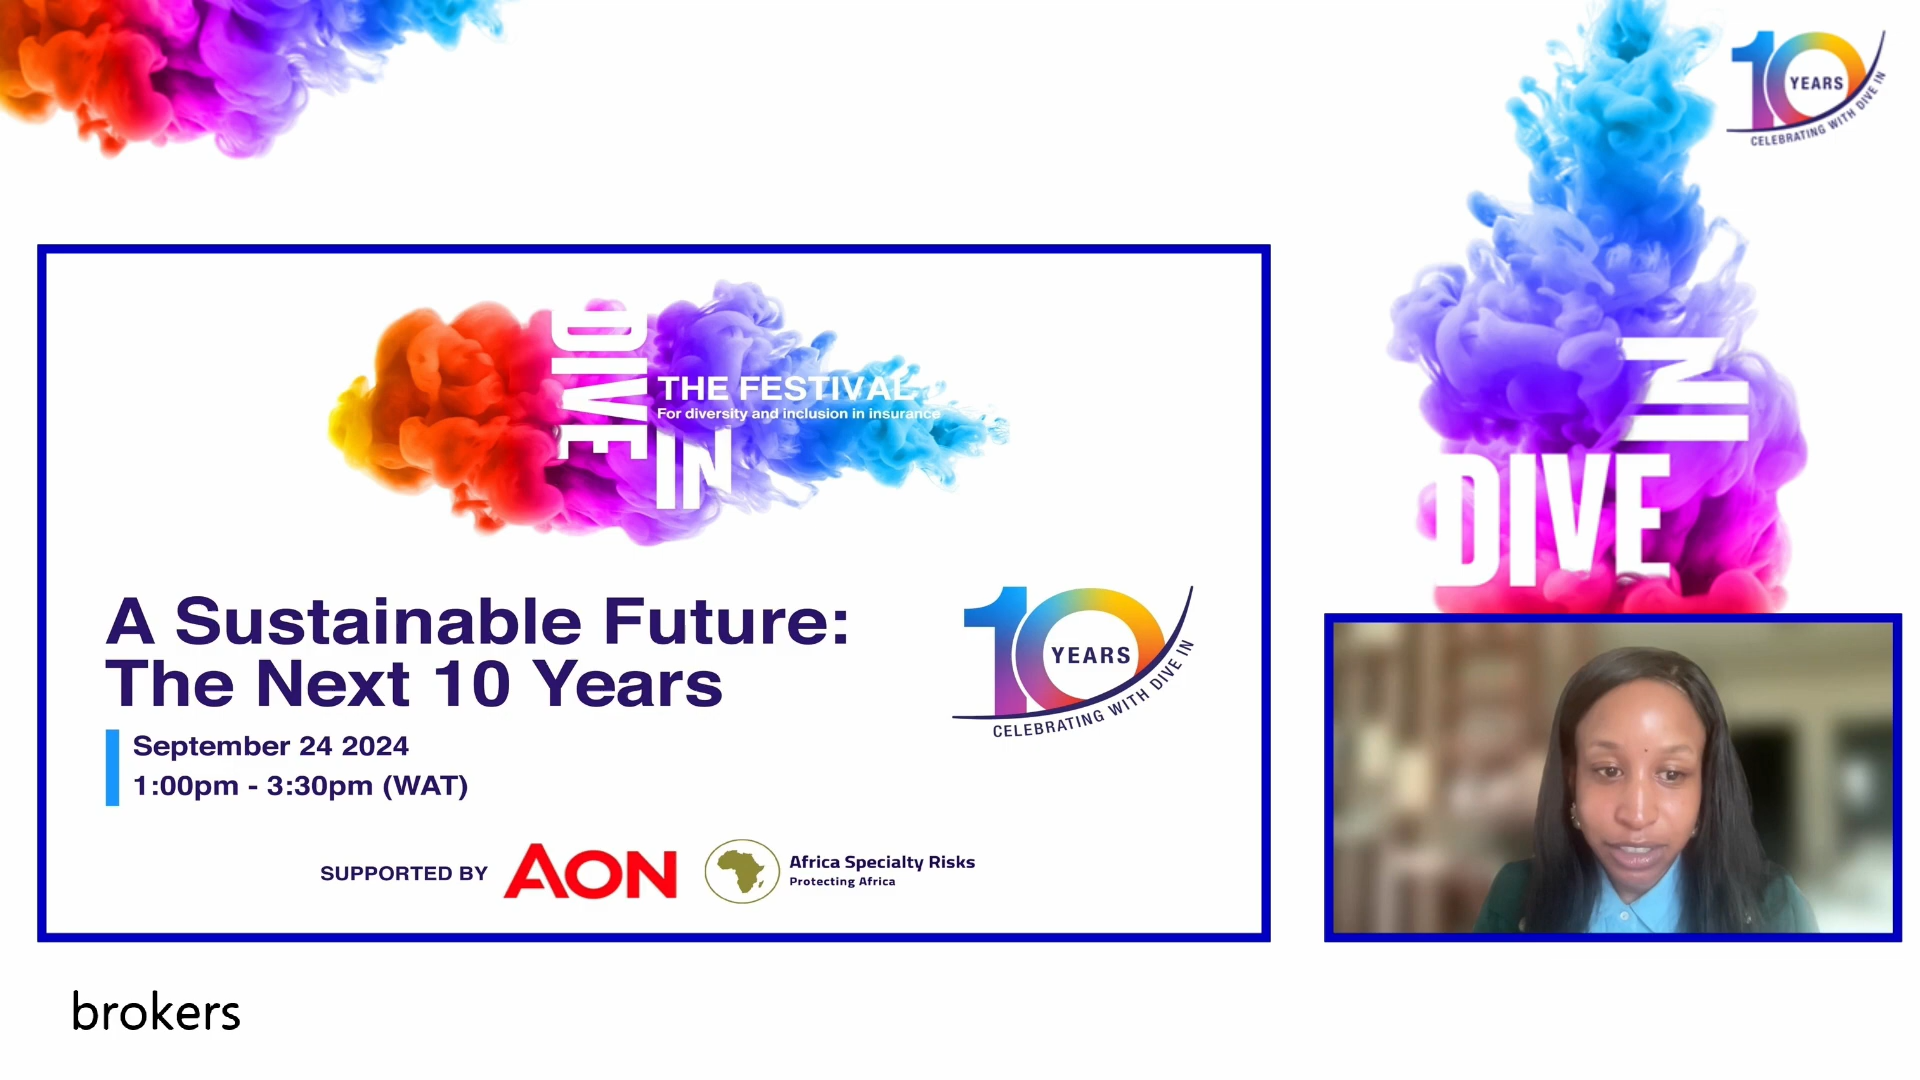 10 YEARS
CELEBRATING WITH DIVE IN
DIVE IN
THE FESTIVAL
For diversity and inclusion in insurance
A Sustainable Future:
The Next 10 Years
September 24 2024
1:00pm - 3:30pm (WAT)
10 YEARS
CELEBRATING WITH DIVE IN
SUPPORTED BY
AON
Africa Specialty Risks
Protecting Africa
IN
DIVE
brokers